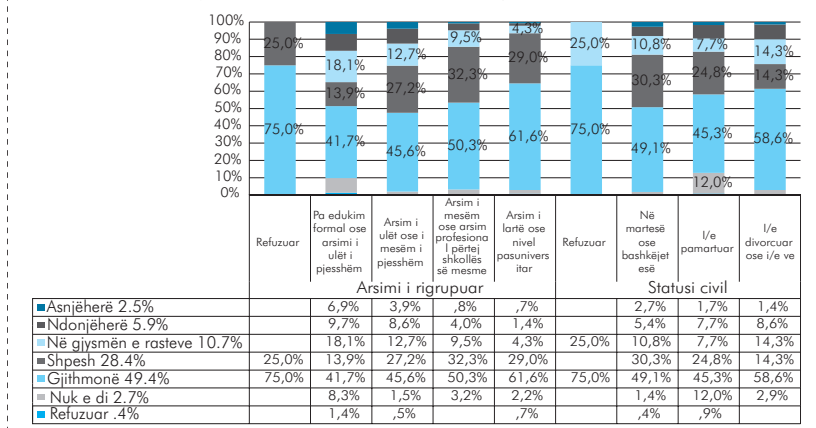 100%
90%
80%
70%
60%
50%
40%
30%
20%
10%
0%
25,0% 75,0%
18,1% 13,9% 41,7%
12,7% 27,2% 45,6%
9,5% 32,3% 50,3%
4,3% 29,0% 61,6%
25,0% 75,0%
10,8% 30,3% 49,1%
7,7% 24,8% 45,3% 12,0%
14,3% 14,3% 58,6%
Refuzuar
Pa edukim
formal ose
arsimi i
ulët i
pjesshëm
Arsim i
ulët ose i
mesëm i
pjesshëm
Arsim i
mesëm
ose arsim
profesiona
l përtej
shkollës
së mesme
Arsim i
lartë ose
nivel
pasunivers
itar
Refuzuar
Në
martesë
ose
bashkëjet
esë
I/e
pamartuar
I/e
divorcuar
ose i/e ve
Arsimi i rigrupuar Statusi civil
Asnjëherë 2.5% 6,9% 3,9% ,8% ,7% 2,7% 1,7% 1,4%
Ndonjëherë 5.9% 9,7% 8,6% 4,0% 1,4% 5,4% 7,7% 8,6%
Në gjysmën e rasteve 10.7% 18,1% 12,7% 9,5% 4,3% 25,0% 10,8% 7,7% 14,3%
Shpesh 28.4% 25,0% 13,9% 27,2% 32,3% 29,0% 30,3% 24,8% 14,3%
Gjithmonë 49.4% 75,0% 41,7% 45,6% 50,3% 61,6% 75,0% 49,1% 45,3% 58,6%
Nuk e di 2.7% 8,3% 1,5% 3,2% 2,2% 1,4% 12,0% 2,9%
Refuzuar .4% 1,4% ,5% ,7% ,4% ,9%